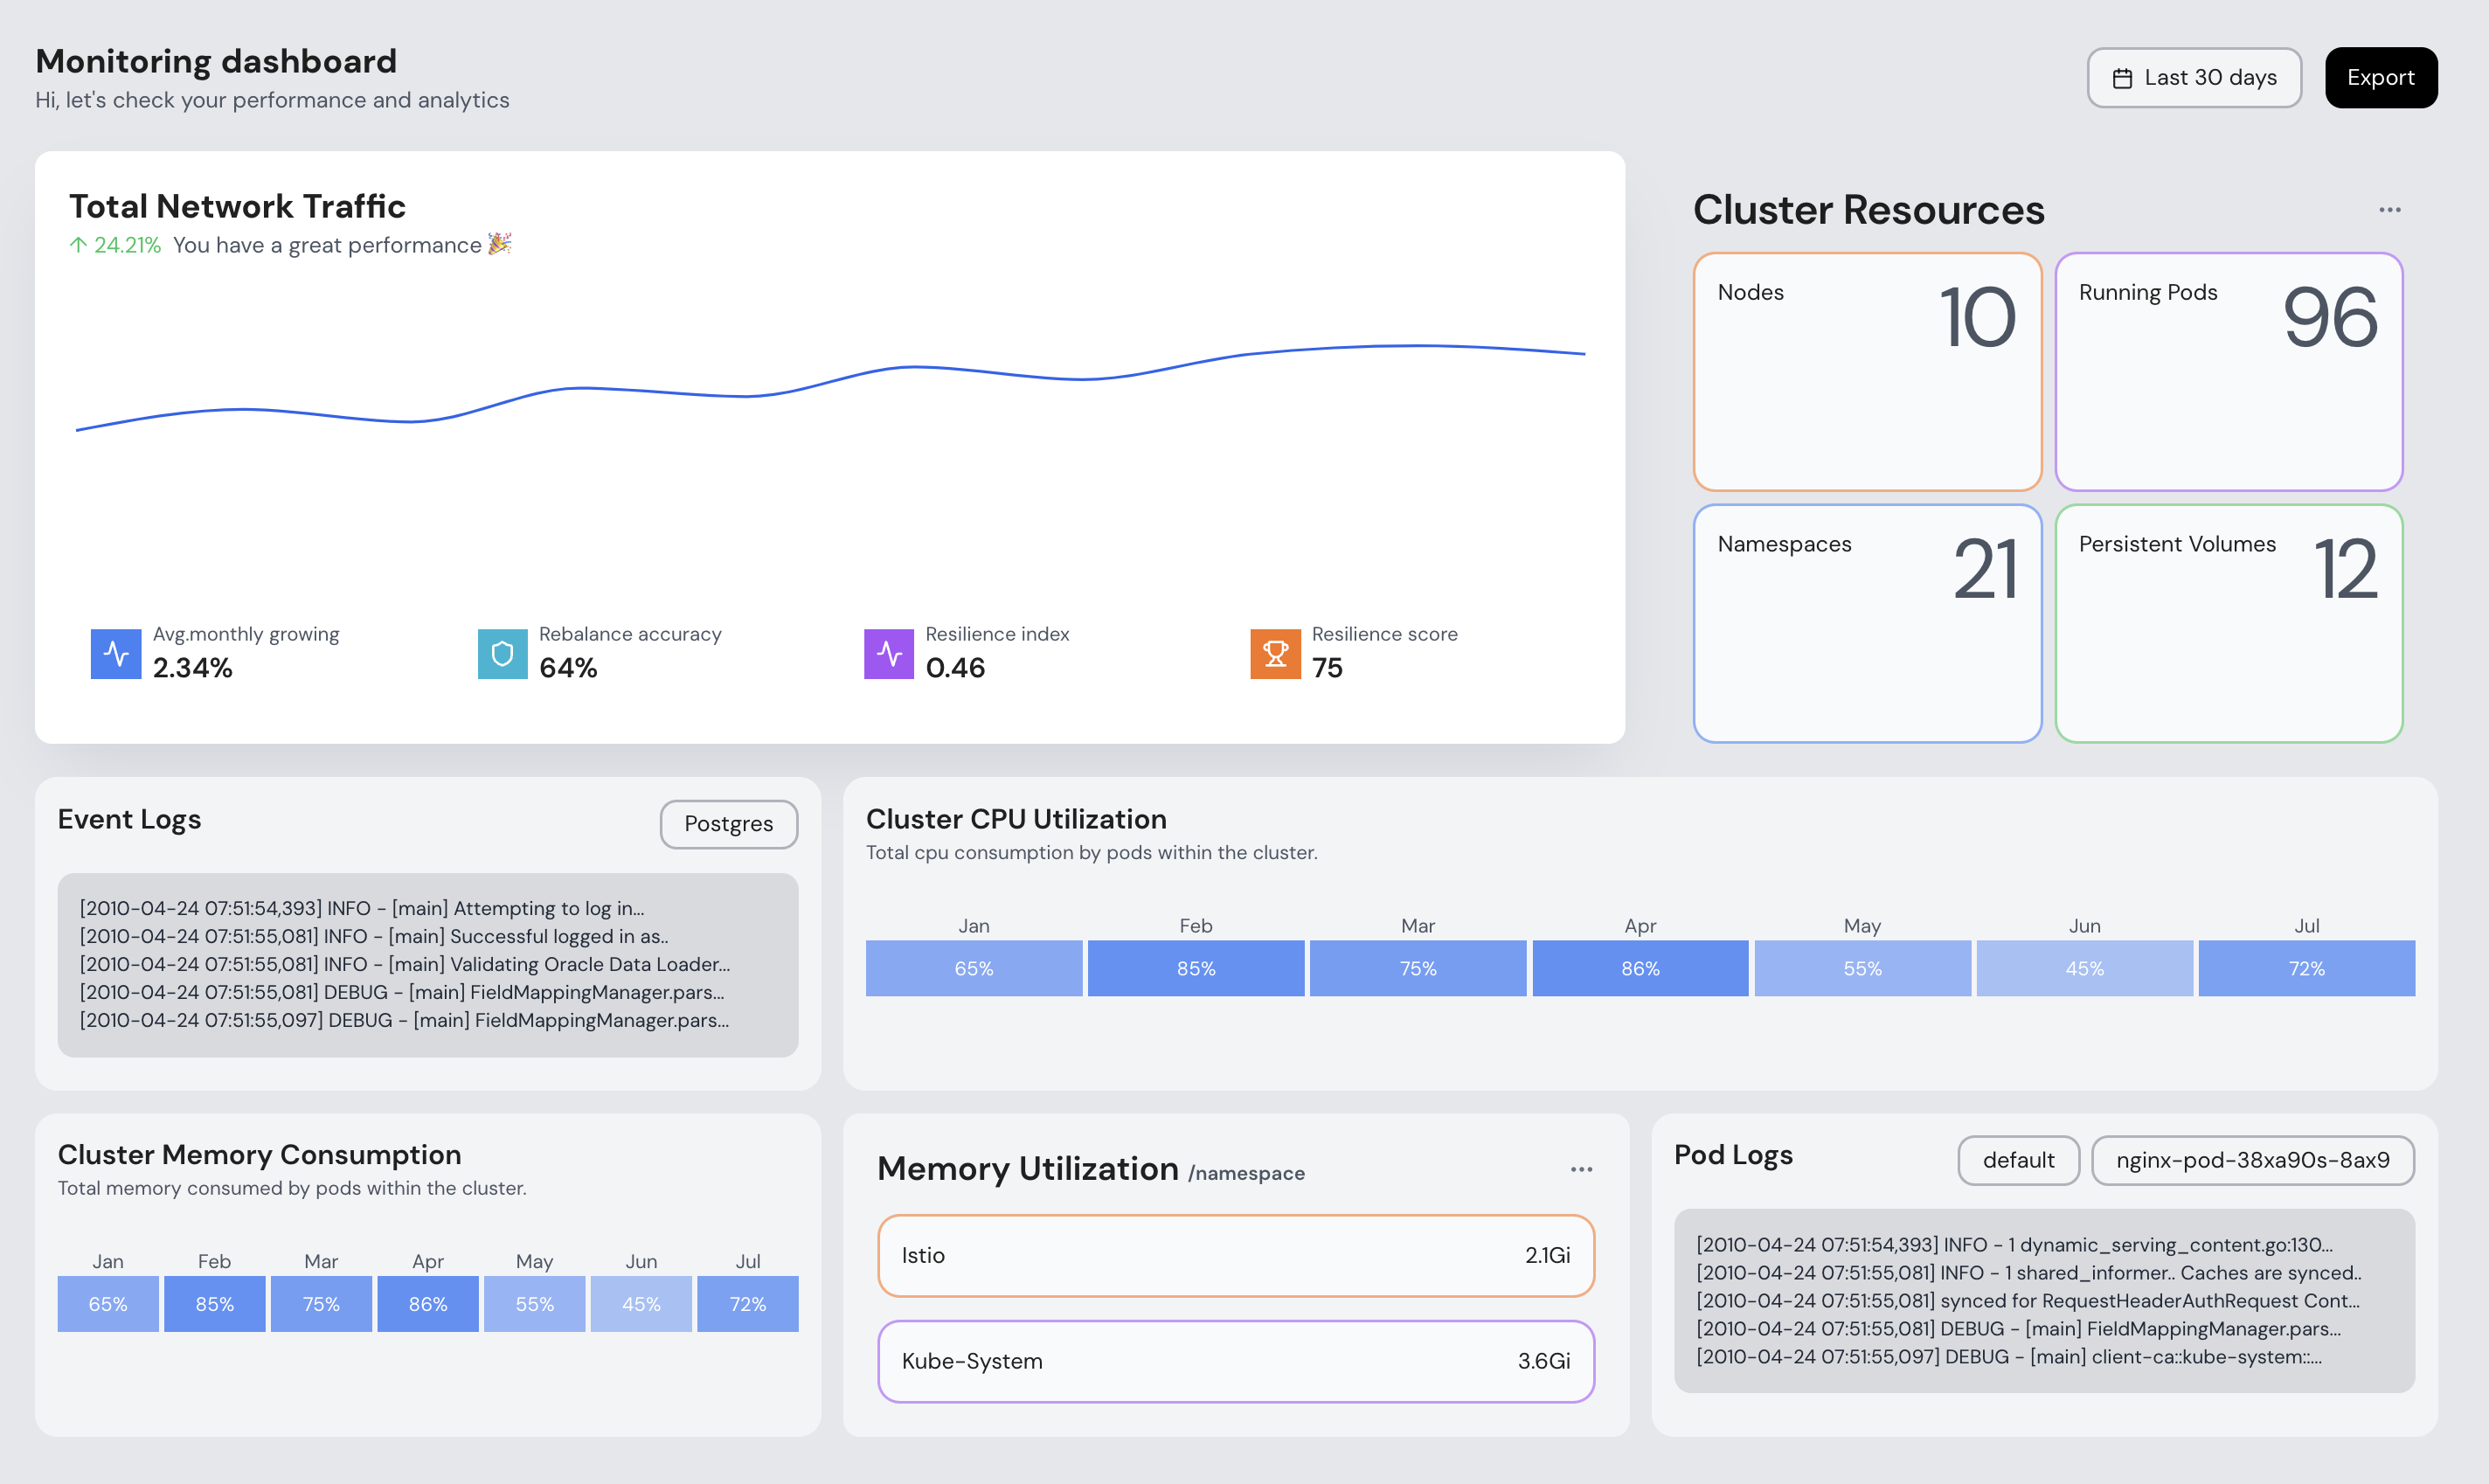 Monitoring dashboard
Hi, let's check your performance and analytics
Last 30 days
Export
Total Network Traffic
↑ 24.21% You have a great performance 🎉
Avg.monthly growing
2.34%
Rebalance accuracy
64%
Resilience index
0.46
Resilience score
75
Cluster Resources
Nodes
10
Running Pods
96
Namespaces
21
Persistent Volumes
12
Event Logs
Postgres
[2010-04-24 07:51:54,393] INFO - [main] Attempting to log in...
[2010-04-24 07:51:55,081] INFO - [main] Successful logged in as..
[2010-04-24 07:51:55,081] INFO - [main] Validating Oracle Data Loader...
[2010-04-24 07:51:55,081] DEBUG - [main] FieldMappingManager.pars...
[2010-04-24 07:51:55,097] DEBUG - [main] FieldMappingManager.pars...
Cluster CPU Utilization
Total cpu consumption by pods within the cluster.
Jan Feb Mar Apr May Jun Jul
65% 85% 75% 86% 55% 45% 72%
Cluster Memory Consumption
Total memory consumed by pods within the cluster.
Jan Feb Mar Apr May Jun Jul
65% 85% 75% 86% 55% 45% 72%
Memory Utilization /namespace
Istio 2.1Gi
Kube-System 3.6Gi
Pod Logs
default
nginx-pod-38xa90s-8ax9
[2010-04-24 07:51:54,393] INFO - 1 dynamic_serving_content.go:130...
[2010-04-24 07:51:55,081] INFO - 1 shared_informer.. Caches are synced..
[2010-04-24 07:51:55,081] synced for RequestHeaderAuthRequest Cont...
[2010-04-24 07:51:55,081] DEBUG - [main] FieldMappingManager.pars...
[2010-04-24 07:51:55,097] DEBUG - [main] client-ca::kube-system::...